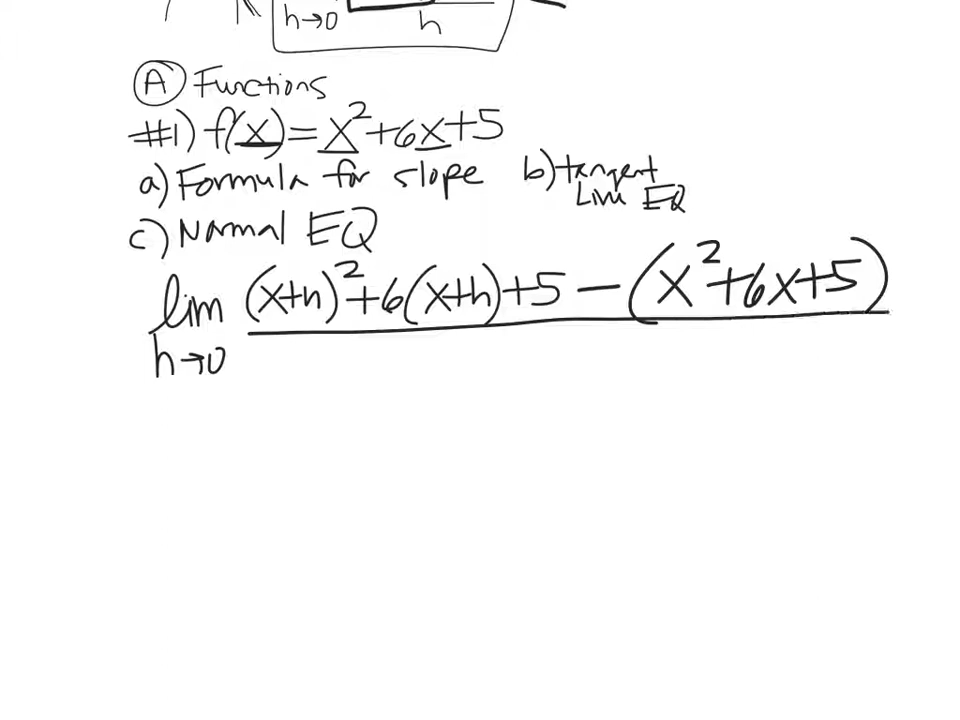 h→0 h
Ⓐ Functions
#1) f(x) = x²+6x+5
a) Formula for slope b) tangent
Line EQ
c) Normal EQ
lim (x+h)²+6(x+h)+5 − (x²+6x+5)
h→0